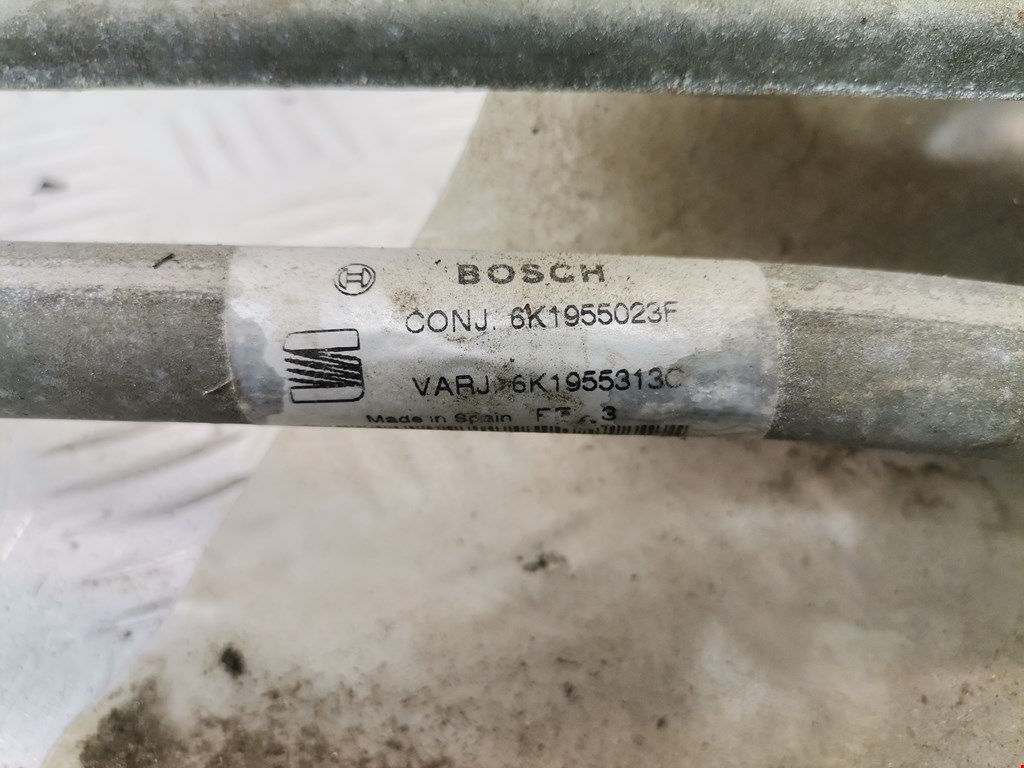 BOSCH
CONJ. 6K1955023F
VARJ. 6K1955313C
Made in Spain